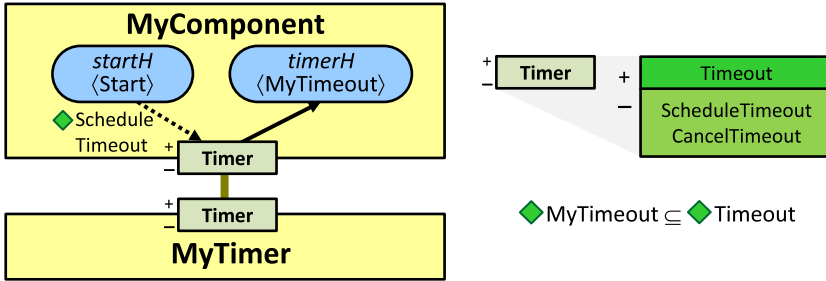 MyComponent
startH
⟨Start⟩
timerH
⟨MyTimeout⟩
Schedule
Timeout
+
−
Timer
+
−
Timer
MyTimer
+
−
Timer
+
−
Timeout
ScheduleTimeout
CancelTimeout
MyTimeout ⊆ Timeout